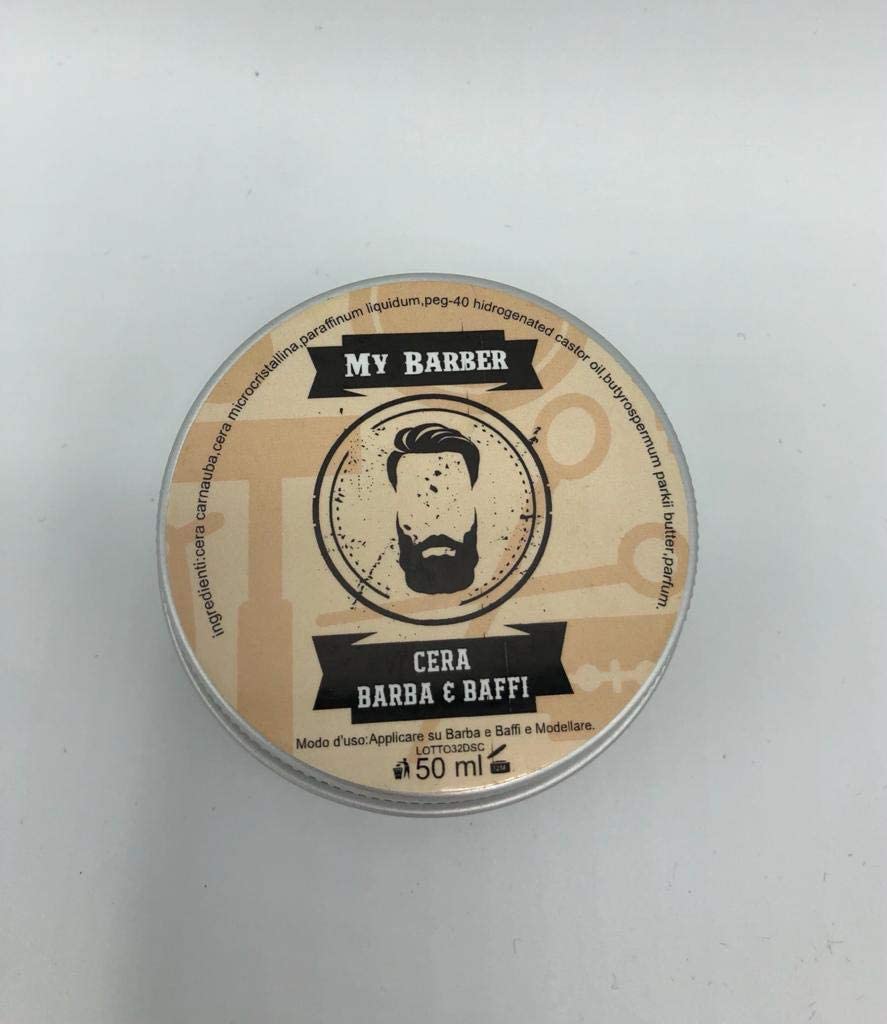 ingredienti:cera carnauba,cera microcristallina,paraffinum liquidum,peg-40 hidrogenated castor oil,butyrospermum parkii butter,parfum.
MY BARBER
CERA
BARBA & BAFFI
Modo d'uso:Applicare su Barba e Baffi e Modellare.
LOTTO32DSC
50 ml